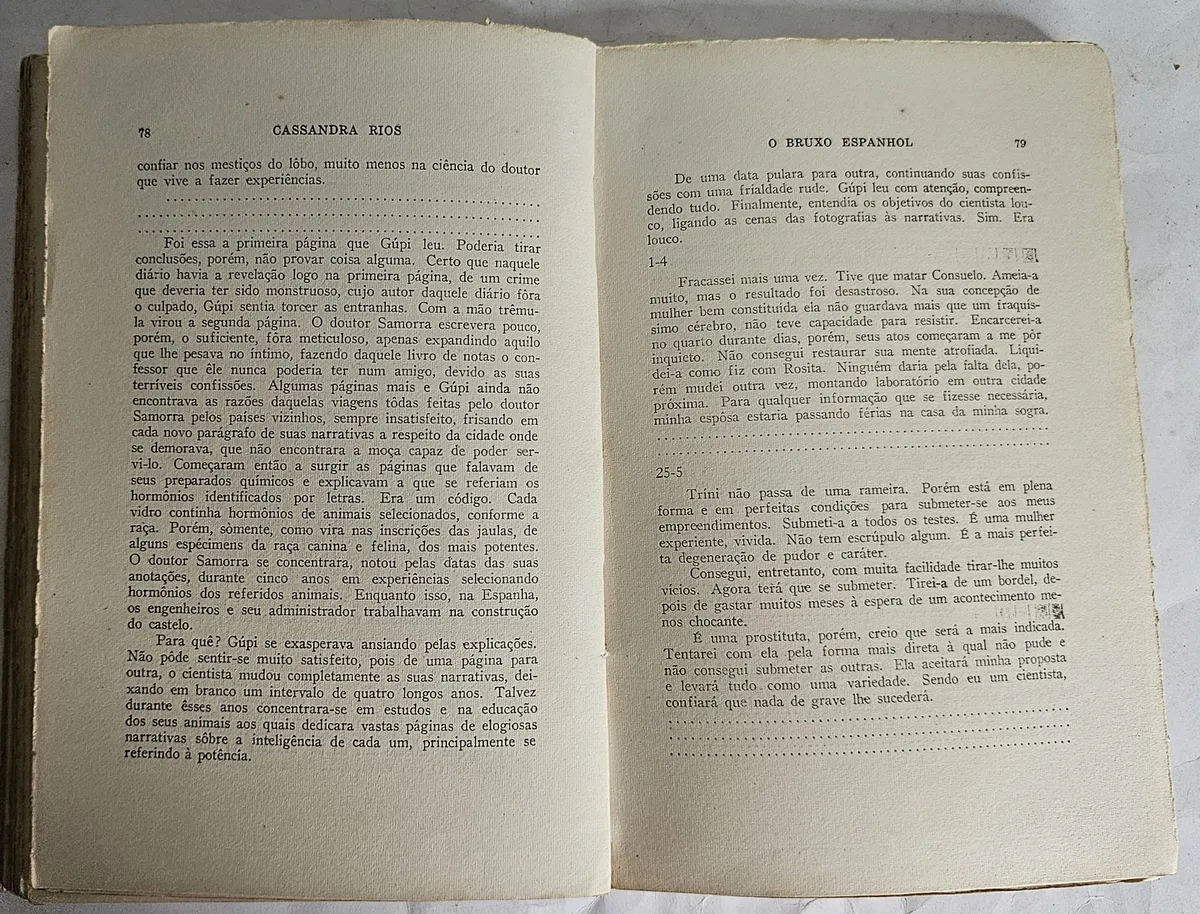 78
CASSANDRA RIOS
confiar nos mestiços do lôbo, muito menos na ciência do doutor
que vive a fazer experiências.
Foi essa a primeira página que Gúpi leu. Poderia tirar
conclusões, porém, não provar coisa alguma. Certo que naquele
diário havia a revelação logo na primeira página, de um crime
que deveria ter sido monstruoso, cujo autor daquele diário fôra
o culpado, Gúpi sentia torcer as entranhas. Com a mão trêmu-
la virou a segunda página. O doutor Samorra escrevera pouco,
porém, o suficiente, fôra meticuloso, apenas expandindo aquilo
que lhe pesava no íntimo, fazendo daquele livro de notas o con-
fessor que êle nunca poderia ter num amigo, devido as suas
terríveis confissões. Algumas páginas mais e Gúpi ainda não
encontrava as razões daquelas viagens tôdas feitas pelo doutor
Samorra pelos países vizinhos, sempre insatisfeito, frisando em
cada novo parágrafo de suas narrativas a respeito da cidade onde
se demorava, que não encontrara a moça capaz de poder ser-
vi-lo. Começaram então a surgir as páginas que falavam de
seus preparados químicos e explicavam a que se referiam os
hormônios identificados por letras. Era um código. Cada
vidro continha hormônios de animais selecionados, conforme a
raça. Porém, sòmente, como vira nas inscrições das jaulas, de
alguns espécimens da raça canina e felina, dos mais potentes.
O doutor Samorra se concentrara, notou pelas datas das suas
anotações, durante cinco anos em experiências selecionando
hormônios dos referidos animais. Enquanto isso, na Espanha,
os engenheiros e seu administrador trabalhavam na construção
do castelo.
Para quê? Gúpi se exasperava ansiando pelas explicações.
Não pôde sentir-se muito satisfeito, pois de uma página para
outra, o cientista mudou completamente as suas narrativas, dei-
xando em branco um intervalo de quatro longos anos. Talvez
durante êsses anos concentrara-se em estudos e na educação
dos seus animais aos quais dedicara vastas páginas de elogiosas
narrativas sôbre a inteligência de cada um, principalmente se
referindo à potência.
O BRUXO ESPANHOL
79
De uma data pulara para outra, continuando suas confis-
sões com uma frialdade rude. Gúpi leu com atenção, compreen-
dendo tudo. Finalmente, entendia os objetivos do cientista lou-
co, ligando as cenas das fotografias às narrativas. Sim. Era
louco.
1-4
Fracassei mais uma vez. Tive que matar Consuelo. Ameia-a
muito, mas o resultado foi desastroso. Na sua concepção de
mulher bem constituída ela não guardava mais que um fraquís-
simo cérebro, não teve capacidade para resistir. Encarcerei-a
no quarto durante dias, porém, seus atos começaram a me pôr
inquieto. Não consegui restaurar sua mente atrofiada. Liqui-
dei-a como fiz com Rosita. Ninguém daria pela falta dela, po-
rém mudei outra vez, montando laboratório em outra cidade
próxima. Para qualquer informação que se fizesse necessária,
minha espôsa estaria passando férias na casa da minha sogra.
25-5
Tríni não passa de uma rameira. Porém está em plena
forma e em perfeitas condições para submeter-se aos meus
empreendimentos. Submeti-a a todos os testes. É uma mulher
experiente, vivida. Não tem escrúpulo algum. É a mais perfei-
ta degeneração de pudor e caráter.
Consegui, entretanto, com muita facilidade tirar-lhe muitos
vícios. Agora terá que se submeter. Tirei-a de um bordel, de-
pois de gastar muitos meses à espera de um acontecimento me-
nos chocante.
É uma prostituta, porém, creio que será a mais indicada.
Tentarei com ela pela forma mais direta à qual não pude e
não consegui submeter as outras. Ela aceitará minha proposta
e levará tudo como uma variedade. Sendo eu um cientista,
confiará que nada de grave lhe sucederá.